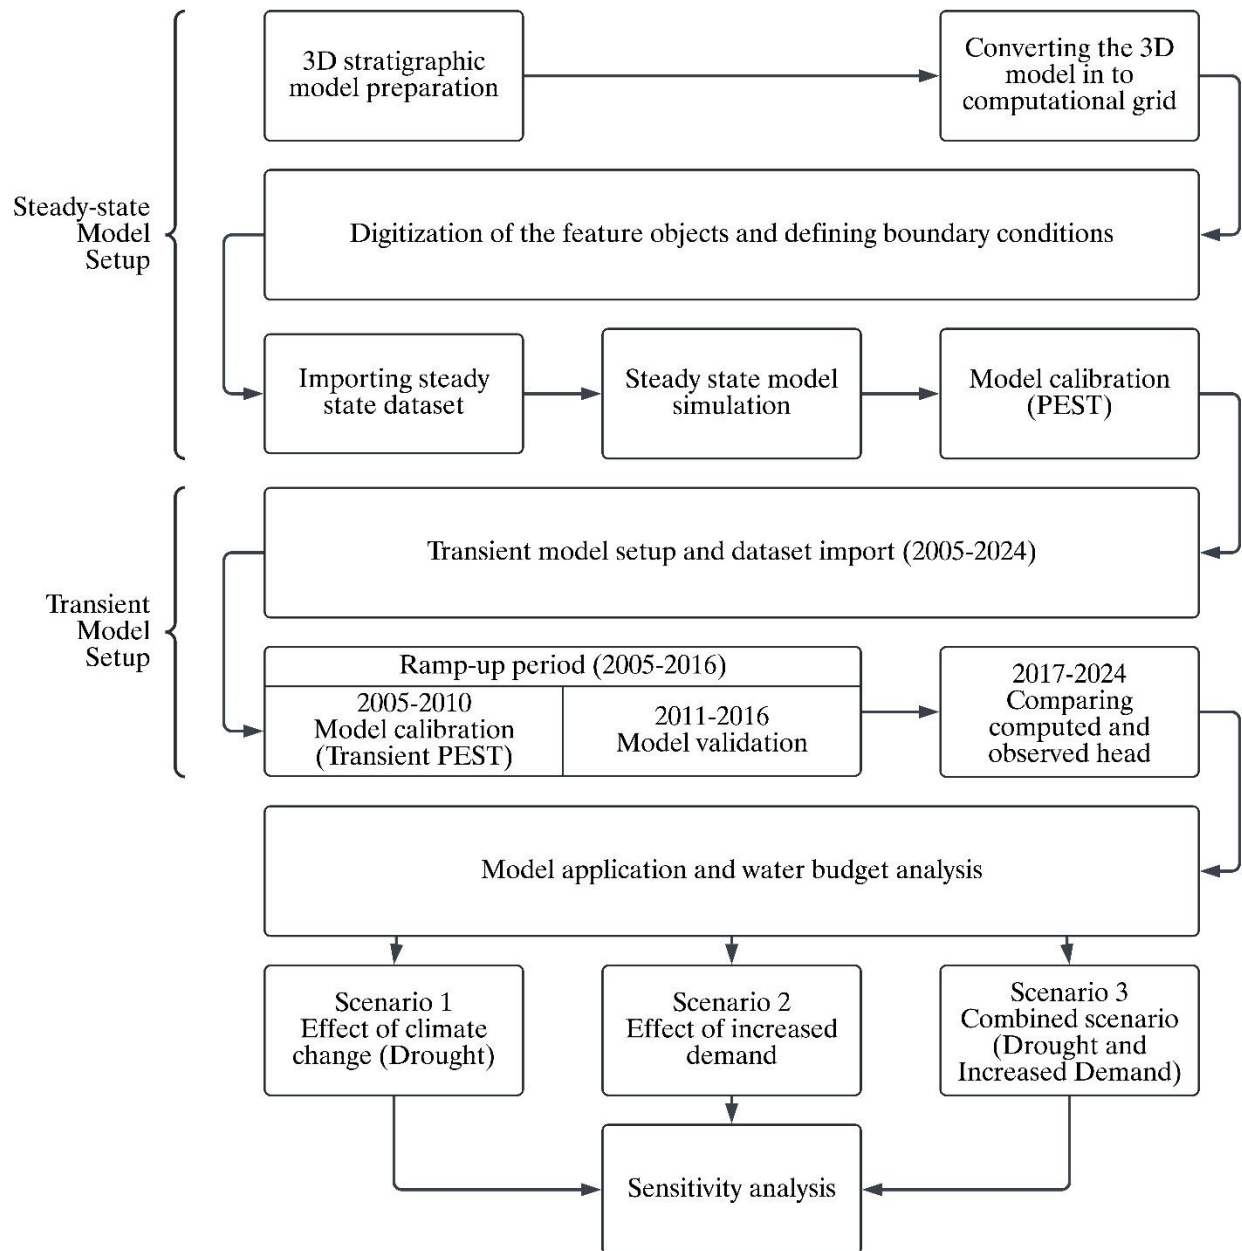 3D stratigraphic
model preparation
Converting the 3D
model in to
computational grid
Steady-state
Model
Setup
Digitization of the feature objects and defining boundary conditions
Importing steady
state dataset
Steady state model
simulation
Model calibration
(PEST)
Transient
Model
Setup
Transient model setup and dataset import (2005-2024)
Ramp-up period (2005-2016)
2005-2010
Model calibration
(Transient PEST)
2011-2016
Model validation
2017-2024
Comparing
computed and
observed head
Model application and water budget analysis
Scenario 1
Effect of climate
change (Drought)
Scenario 2
Effect of increased
demand
Scenario 3
Combined scenario
(Drought and
Increased Demand)
Sensitivity analysis